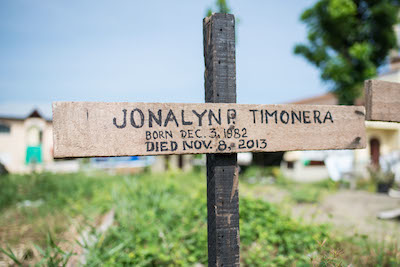 JONALYN P. TIMONERA
BORN DEC. 3, 1982
DIED NOV. 8, 2013